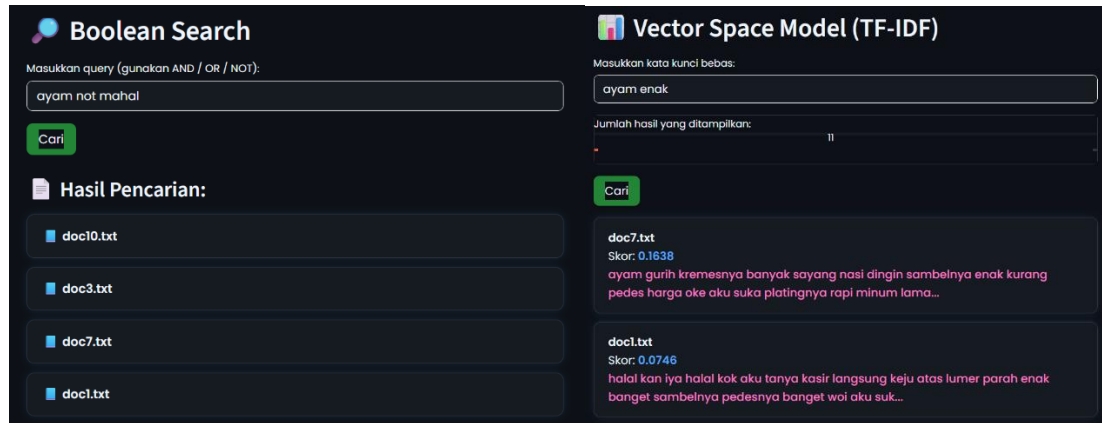 Boolean Search
Masukkan query (gunakan AND / OR / NOT):
ayam not mahal
Cari
Hasil Pencarian:
doc10.txt
doc3.txt
doc7.txt
doc1.txt
Vector Space Model (TF-IDF)
Masukkan kata kunci bebas:
ayam enak
Jumlah hasil yang ditampilkan:
11
Cari
doc7.txt
Skor: 0.1638
ayam gurih kremesnya banyak sayang nasi dingin sambelnya enak kurang
pedes harga oke aku suka platingnya rapi minum lama...
doc1.txt
Skor: 0.0746
halal kan iya halal kok aku tanya kasir langsung keju atas lumer parah enak
banget sambelnya pedesnya banget woi aku suk...